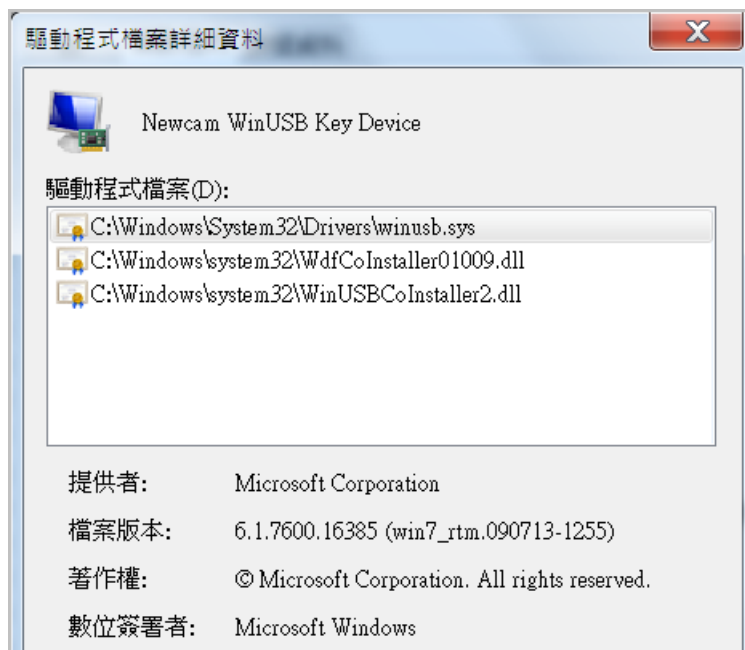 驅動程式檔案詳細資料
Newcam WinUSB Key Device
驅動程式檔案(D):
C:\Windows\System32\Drivers\winusb.sys
C:\Windows\system32\WdfCoInstaller01009.dll
C:\Windows\system32\WinUSBCoInstaller2.dll
提供者: Microsoft Corporation
檔案版本: 6.1.7600.16385 (win7_rtm.090713-1255)
著作權: © Microsoft Corporation. All rights reserved.
數位簽署者: Microsoft Windows